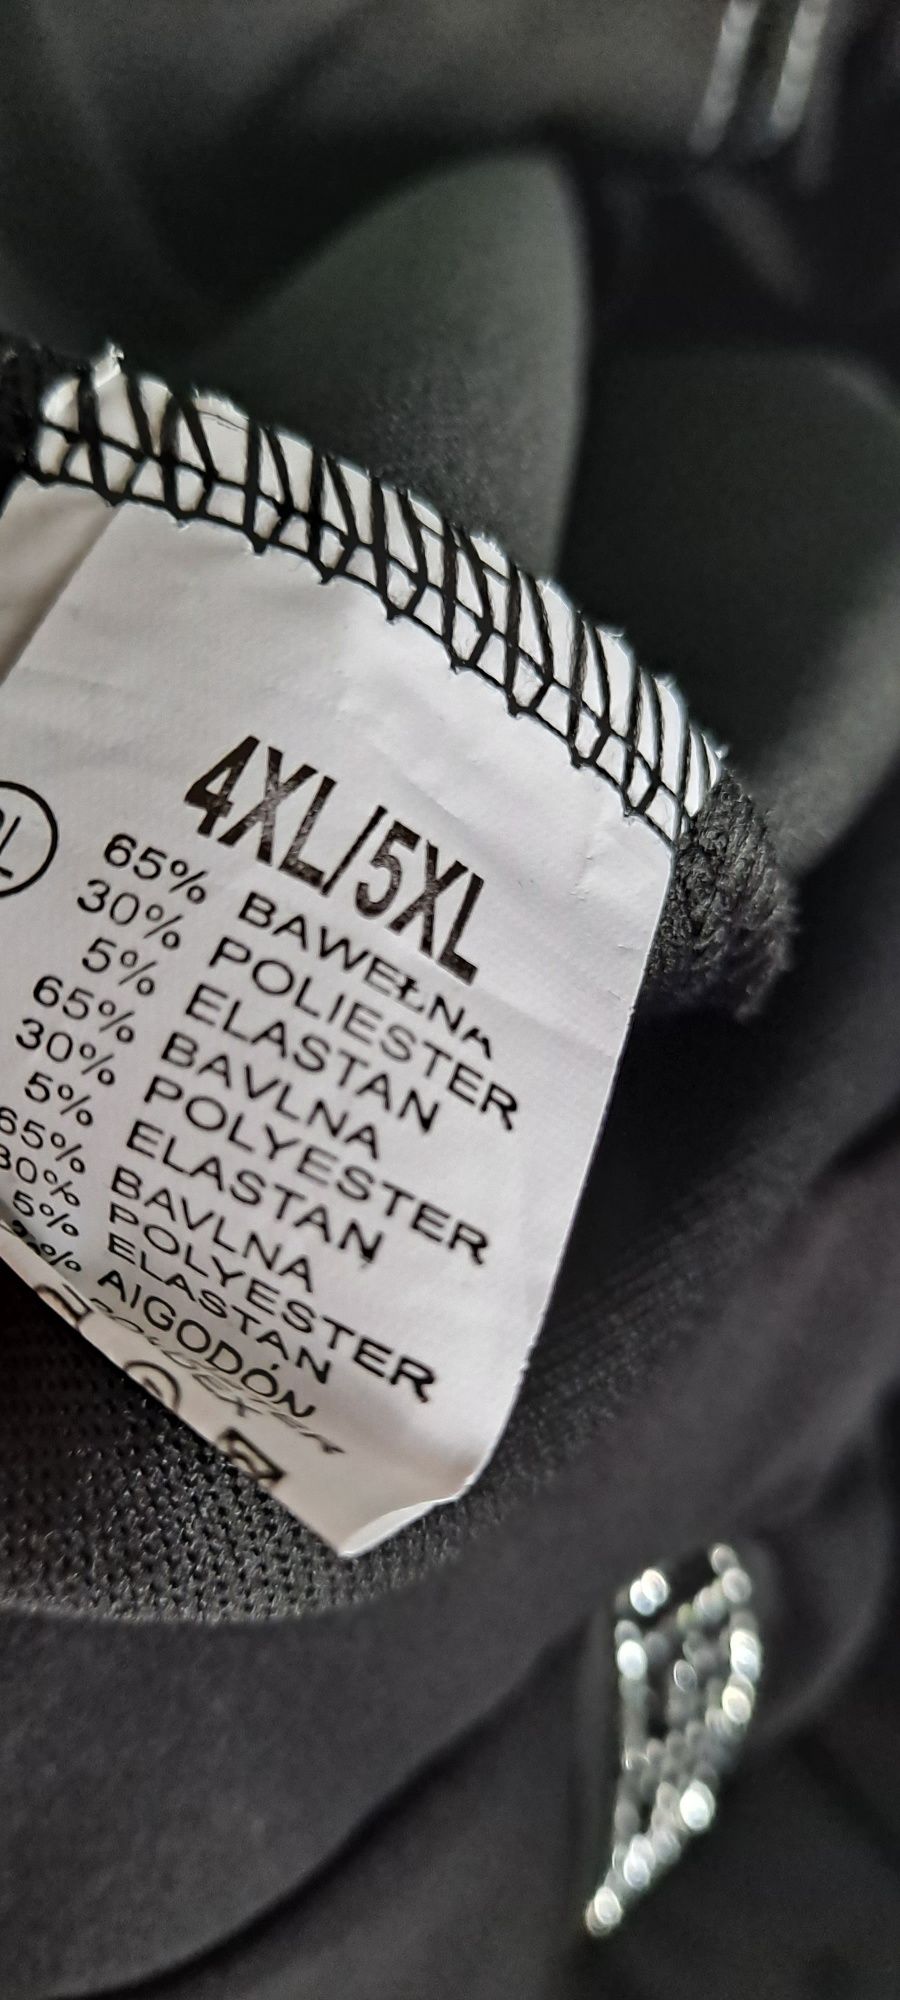 4XL/5XL
65% BAWEŁNA
30% POLIESTER
5% ELASTAN
65% BAVLNA
30% POLYESTER
5% ELASTAN
65% BAVLNA
30% POLYESTER
5% ELASTAN
AIGODÓN